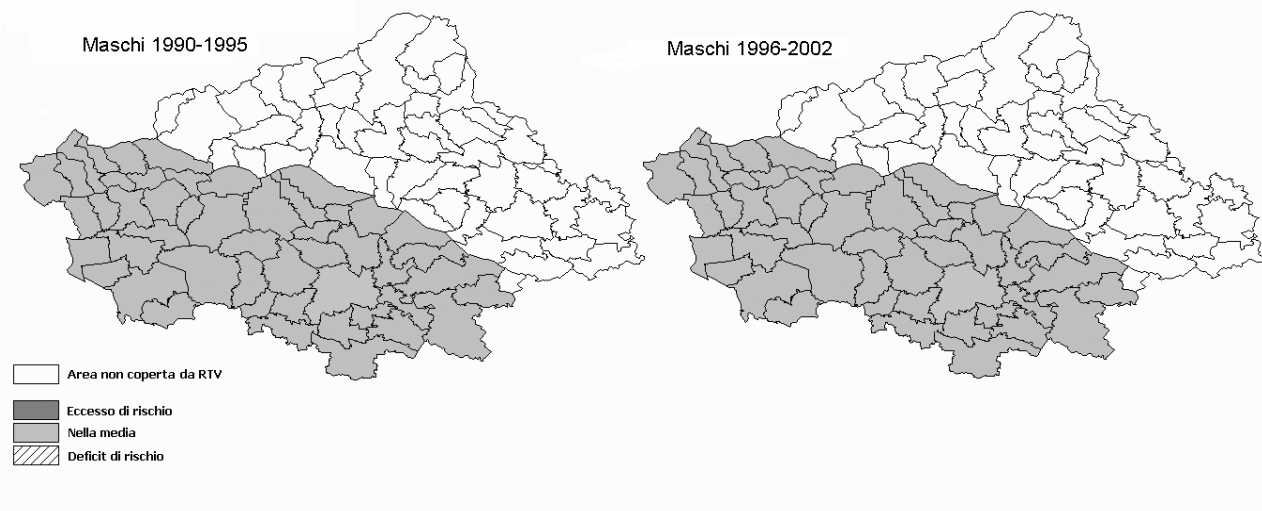 Maschi 1990-1995
Maschi 1996-2002
Area non coperta da RTV
Eccesso di rischio
Nella media
Deficit di rischio